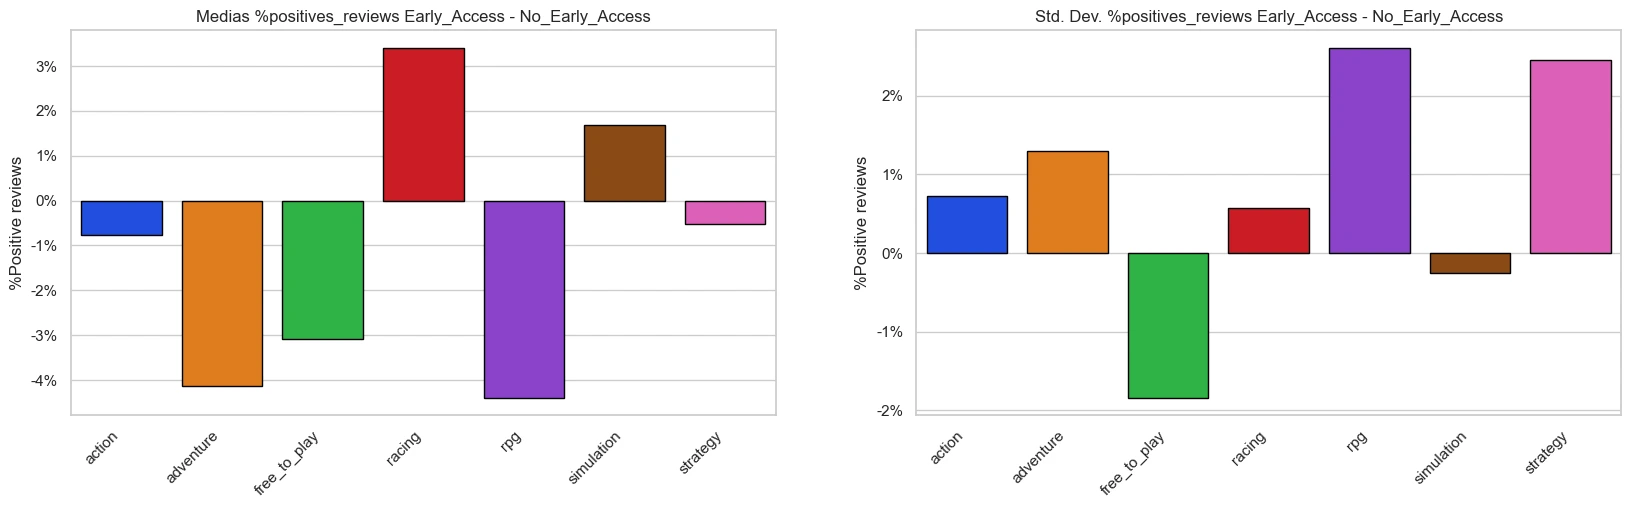 Medias %positives_reviews Early_Access - No_Early_Access
%Positive reviews
3%
2%
1%
0%
-1%
-2%
-3%
-4%
action
adventure
free_to_play
racing
rpg
simulation
strategy
Std. Dev. %positives_reviews Early_Access - No_Early_Access
%Positive reviews
2%
1%
0%
-1%
-2%
action
adventure
free_to_play
racing
rpg
simulation
strategy